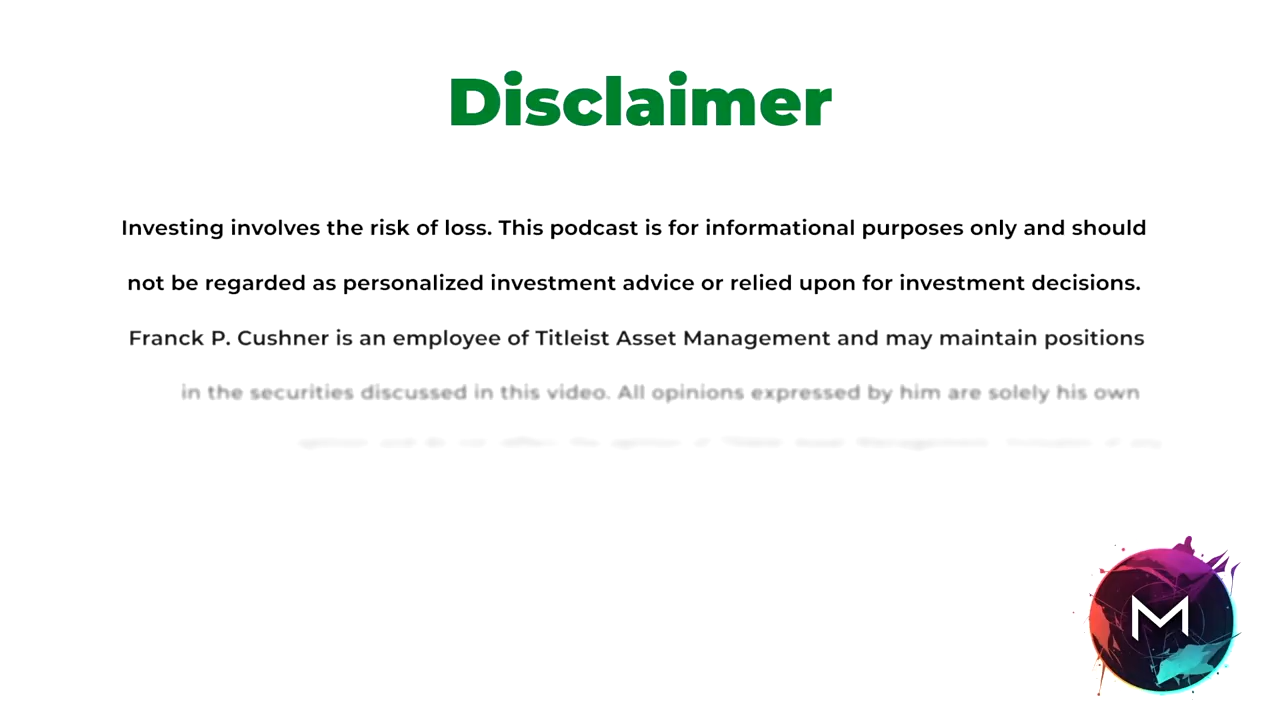 Disclaimer
Investing involves the risk of loss. This podcast is for informational purposes only and should
not be regarded as personalized investment advice or relied upon for investment decisions.
Franck P. Cushner is an employee of Titleist Asset Management and may maintain positions
in the securities discussed in this video. All opinions expressed by him are solely his own
M